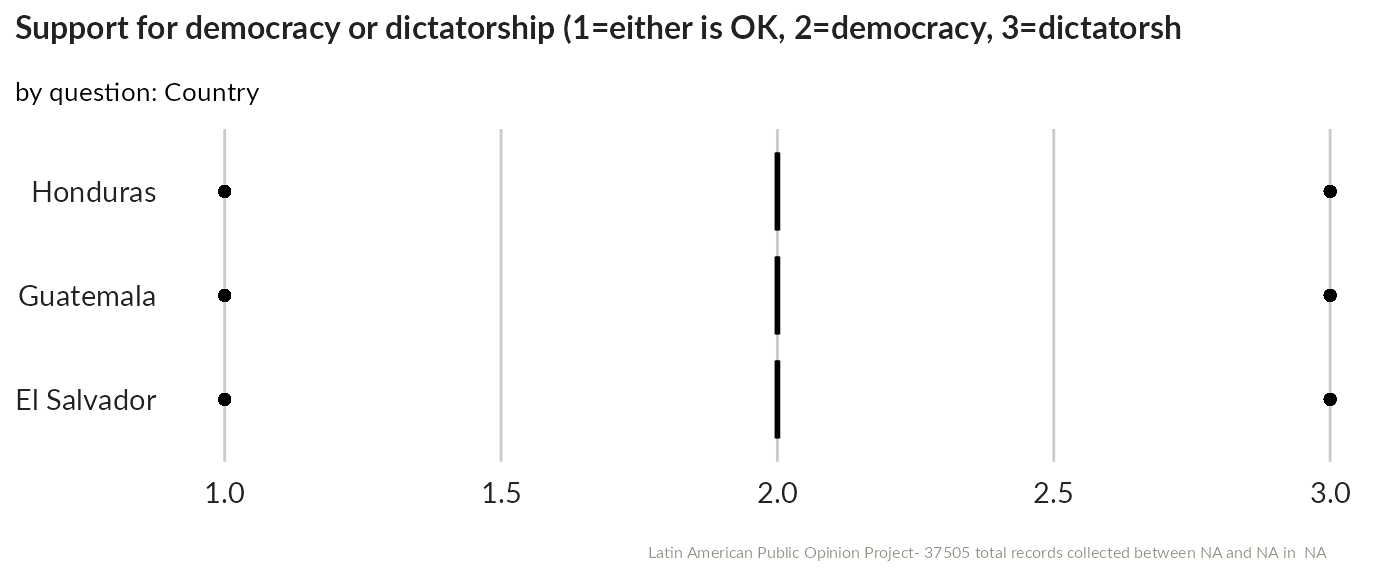 Support for democracy or dictatorship (1=either is OK, 2=democracy, 3=dictatorsh
by question: Country
Honduras
Guatemala
El Salvador
1.0 1.5 2.0 2.5 3.0
Latin American Public Opinion Project- 37505 total records collected between NA and NA in  NA